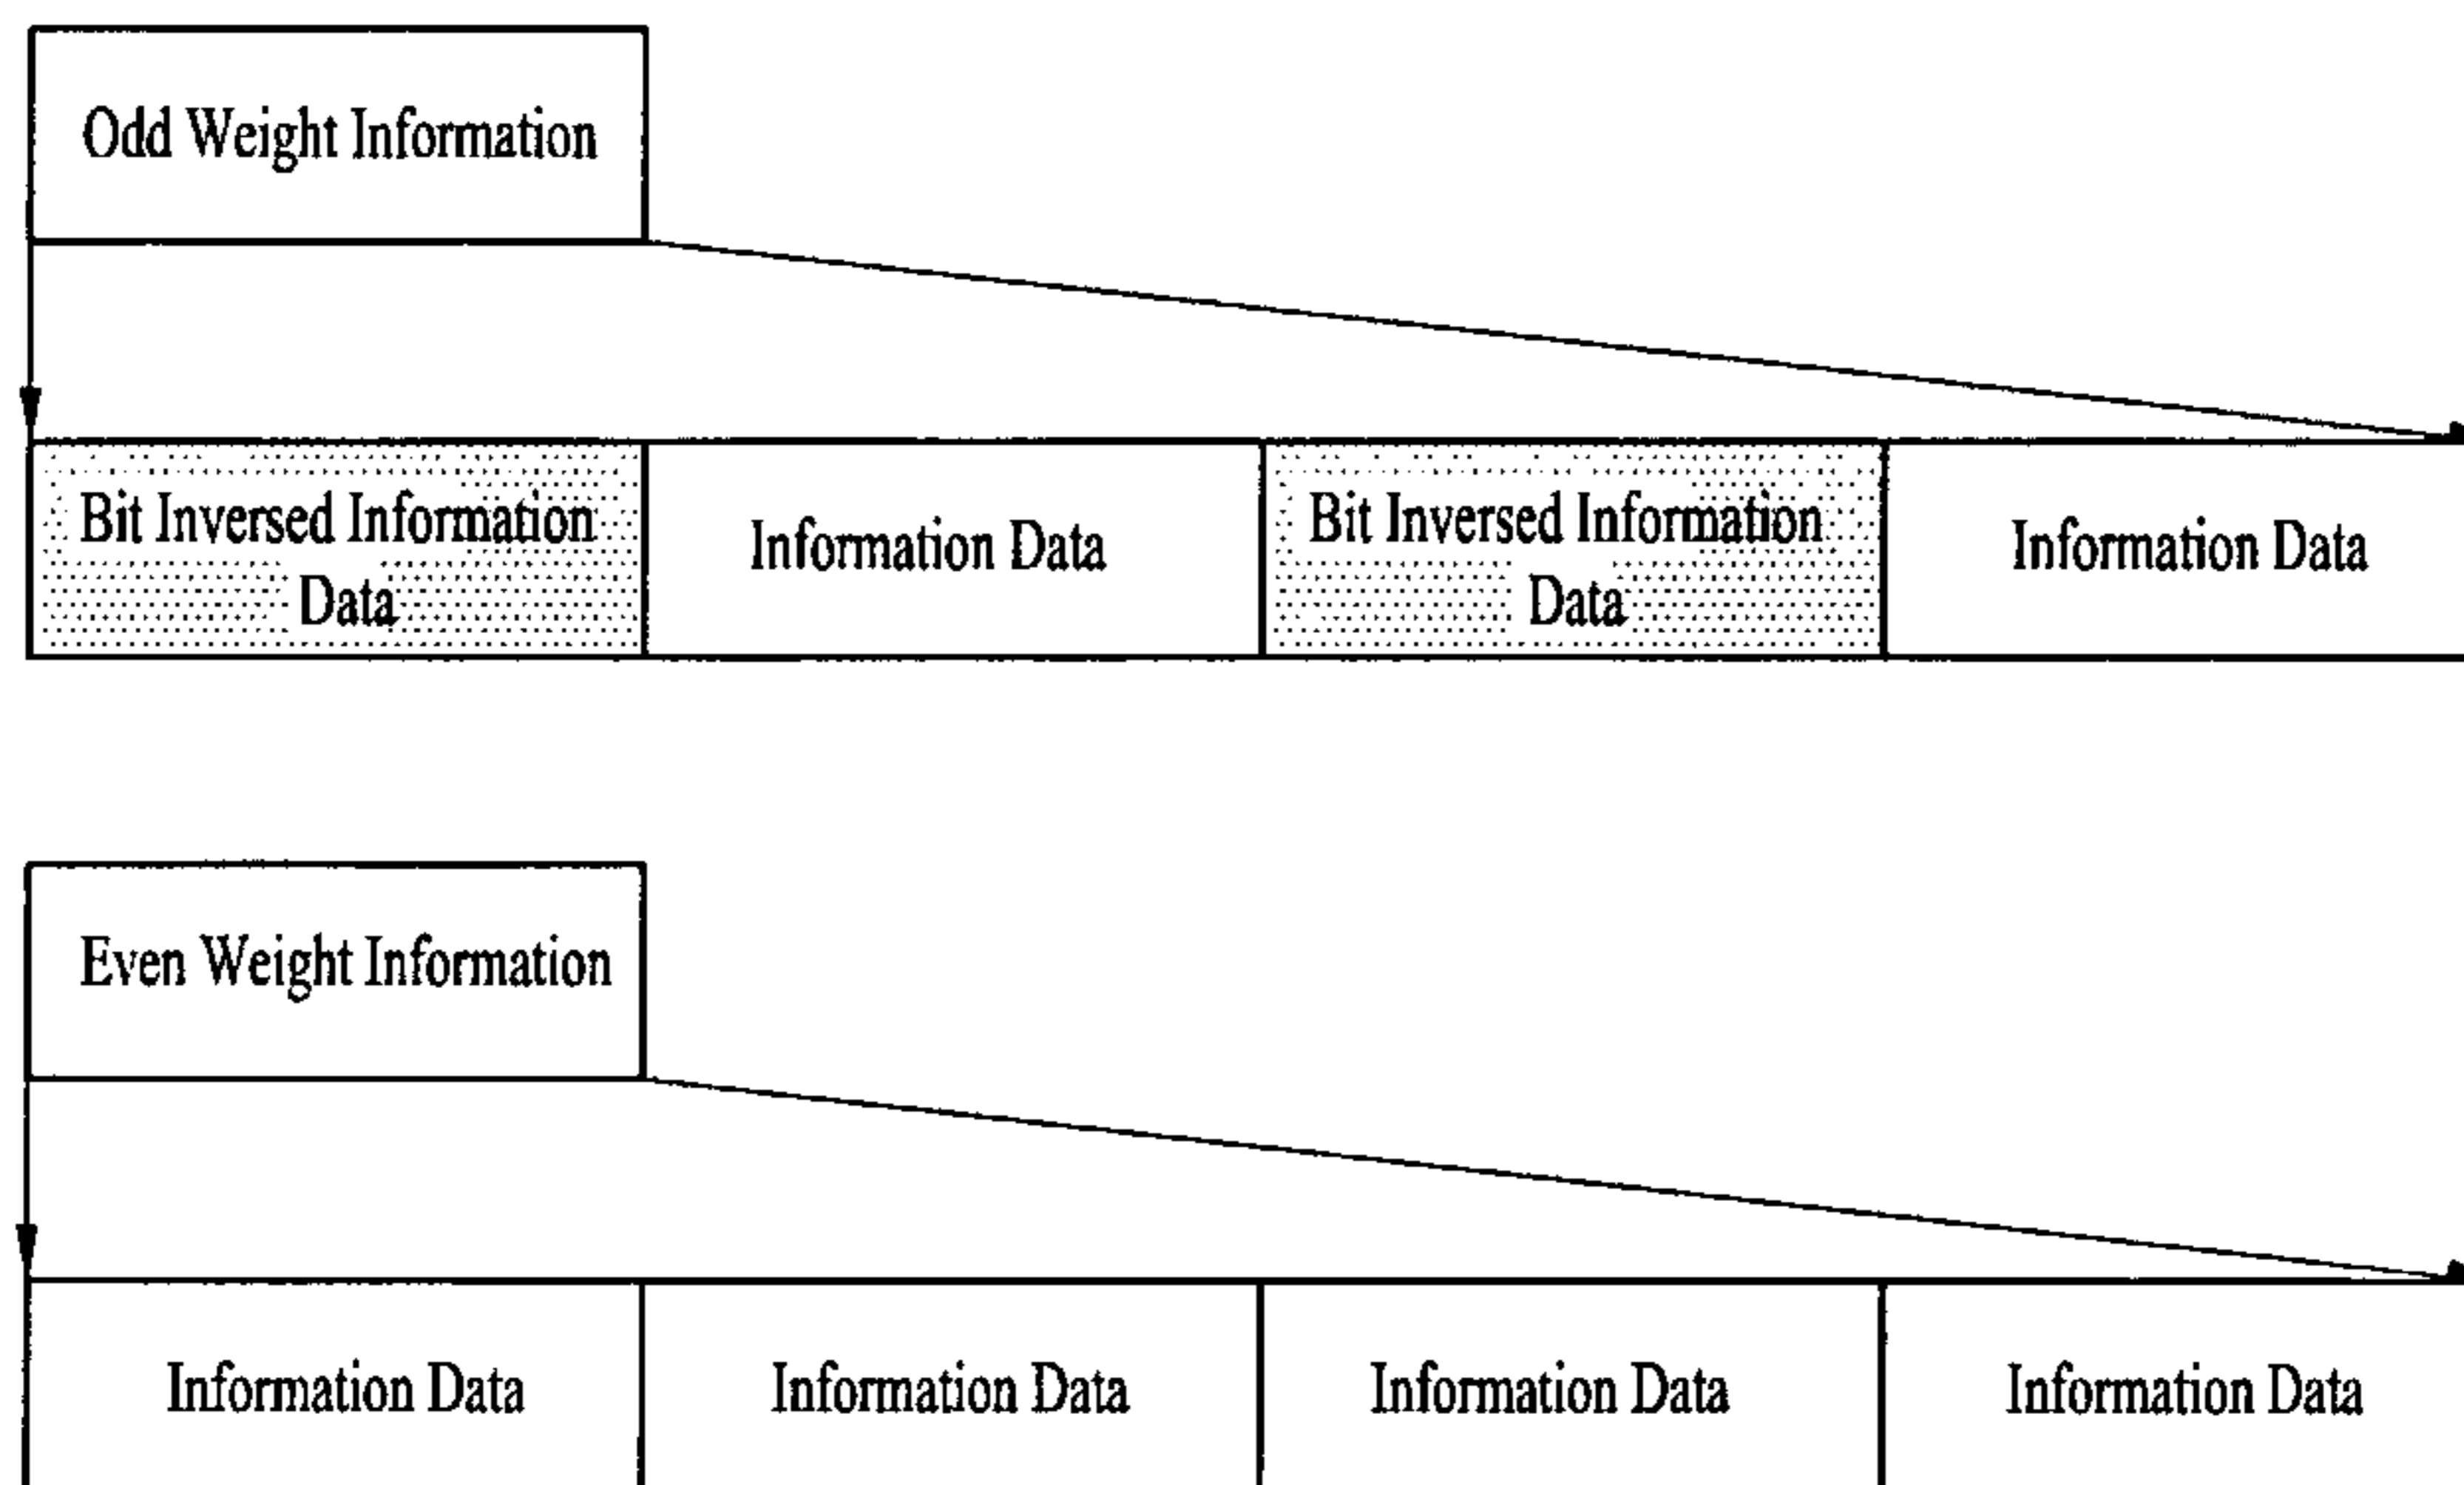 Odd Weight Information
Bit Inversed Information
Data
Information Data
Bit Inversed Information
Data
Information Data
Even Weight Information
Information Data
Information Data
Information Data
Information Data